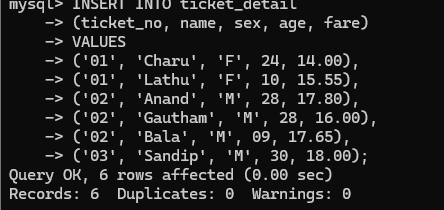 mysql> INSERT INTO ticket_detail
-> (ticket_no, name, sex, age, fare)
-> VALUES
-> ('01', 'Charu', 'F', 24, 14.00),
-> ('01', 'Lathu', 'F', 10, 15.55),
-> ('02', 'Anand', 'M', 28, 17.80),
-> ('02', 'Gautham', 'M', 28, 16.00),
-> ('02', 'Bala', 'M', 09, 17.65),
-> ('03', 'Sandip', 'M', 30, 18.00);
Query OK, 6 rows affected (0.00 sec)
Records: 6  Duplicates: 0  Warnings: 0